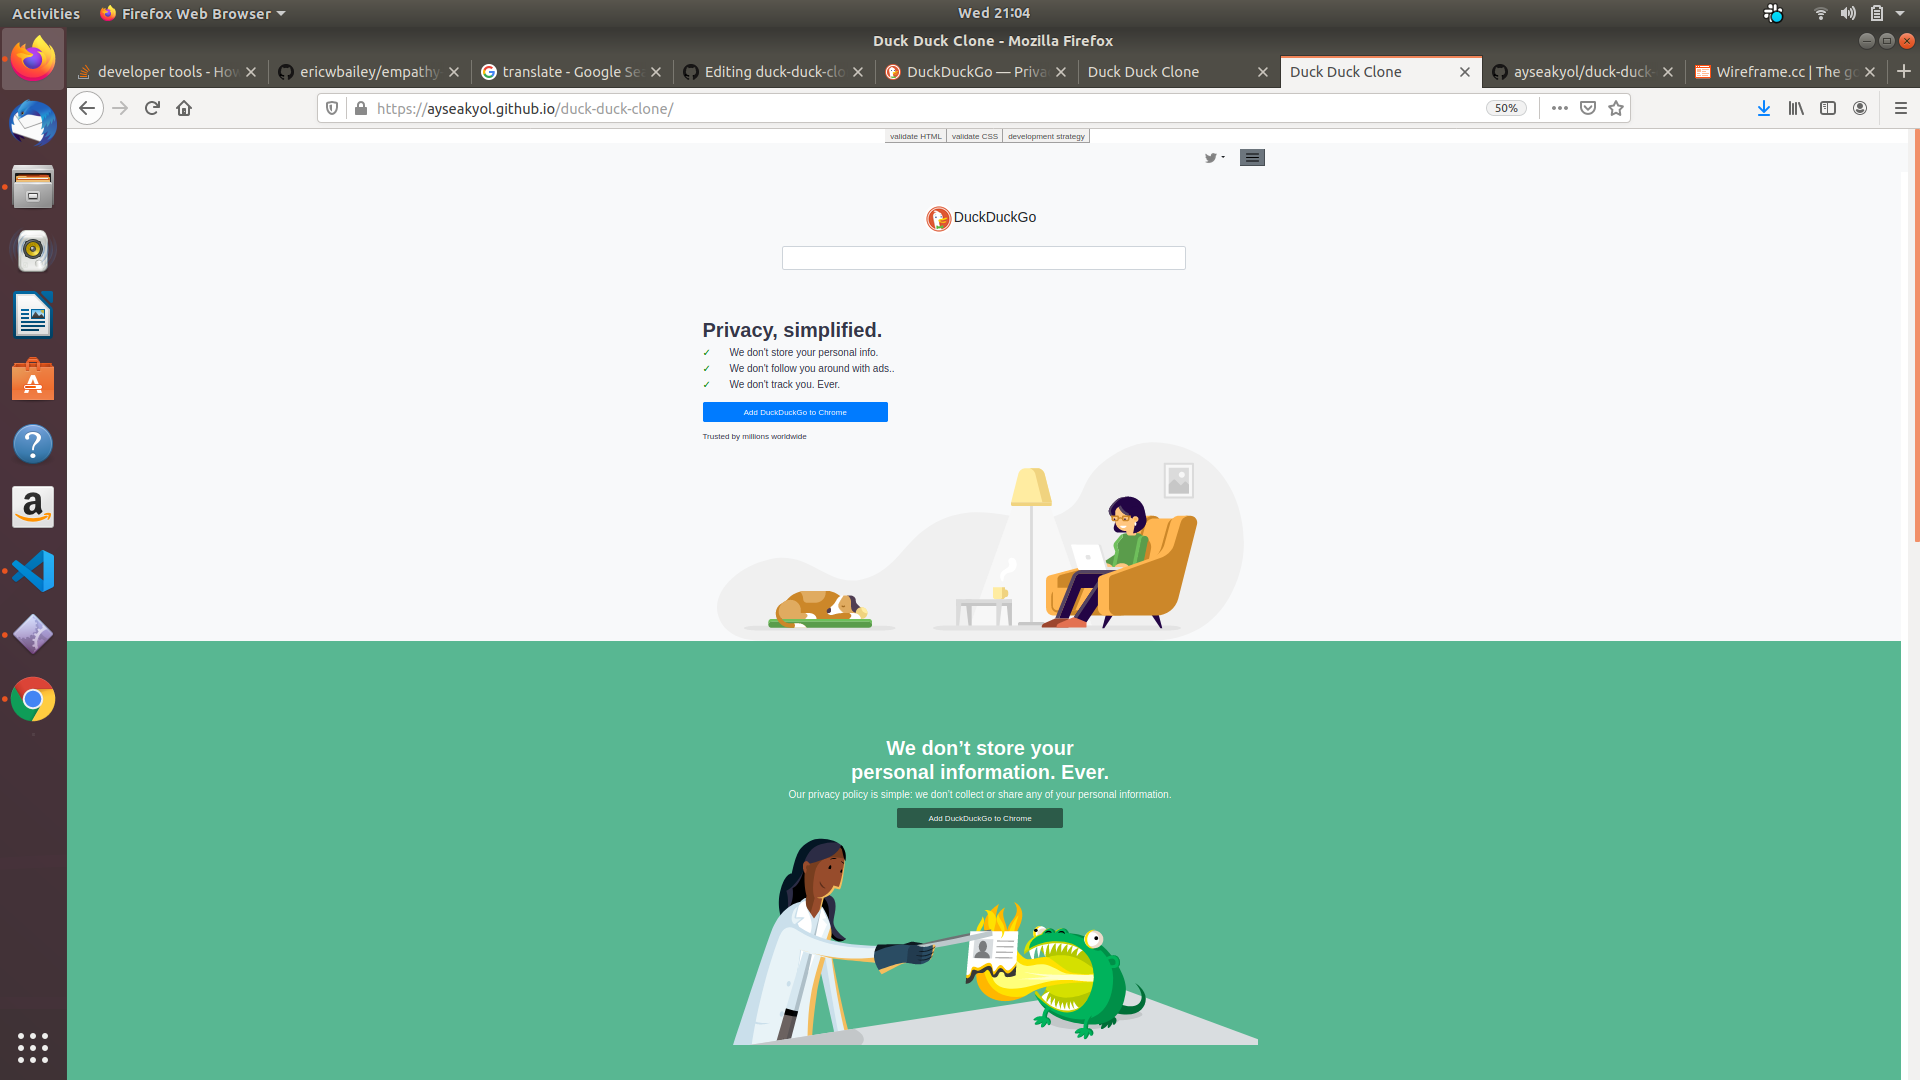 Activities Firefox Web Browser Wed 21:04
Duck Duck Clone - Mozilla Firefox
developer tools - How ericwbailey/empathy- translate - Google Sea Editing duck-duck-clo DuckDuckGo — Priva Duck Duck Clone Duck Duck Clone ayseakyol/duck-duck- Wireframe.cc | The go
https://ayseakyol.github.io/duck-duck-clone/ 50%
validate HTML validate CSS development strategy
DuckDuckGo
Privacy, simplified.
✓ We don't store your personal info.
✓ We don't follow you around with ads..
✓ We don't track you. Ever.
Add DuckDuckGo to Chrome
Trusted by millions worldwide
We don’t store your
personal information. Ever.
Our privacy policy is simple: we don’t collect or share any of your personal information.
Add DuckDuckGo to Chrome